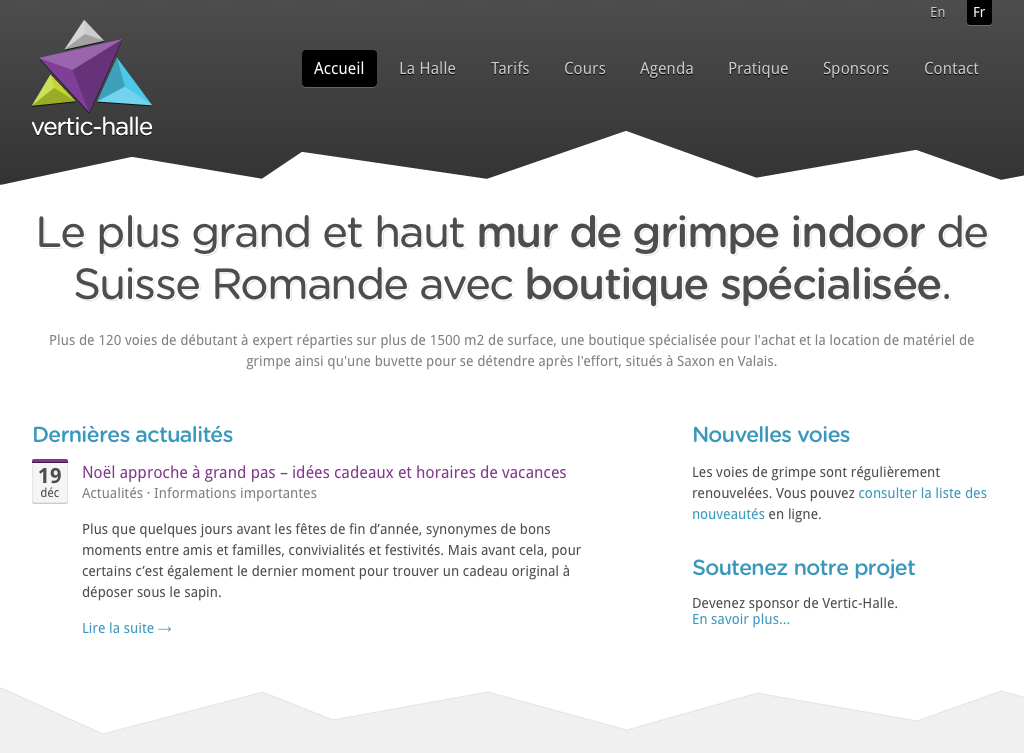 En Fr
vertic-halle
Accueil La Halle Tarifs Cours Agenda Pratique Sponsors Contact
Le plus grand et haut mur de grimpe indoor de
Suisse Romande avec boutique spécialisée.
Plus de 120 voies de débutant à expert réparties sur plus de 1500 m2 de surface, une boutique spécialisée pour l'achat et la location de matériel de
grimpe ainsi qu'une buvette pour se détendre après l'effort, situés à Saxon en Valais.
Dernières actualités
19
déc
Noël approche à grand pas – idées cadeaux et horaires de vacances
Actualités · Informations importantes
Plus que quelques jours avant les fêtes de fin d’année, synonymes de bons
moments entre amis et familles, convivialités et festivités. Mais avant cela, pour
certains c’est également le dernier moment pour trouver un cadeau original à
déposer sous le sapin.
Lire la suite →
Nouvelles voies
Les voies de grimpe sont régulièrement
renouvelées. Vous pouvez consulter la liste des
nouveautés en ligne.
Soutenez notre projet
Devenez sponsor de Vertic-Halle.
En savoir plus...